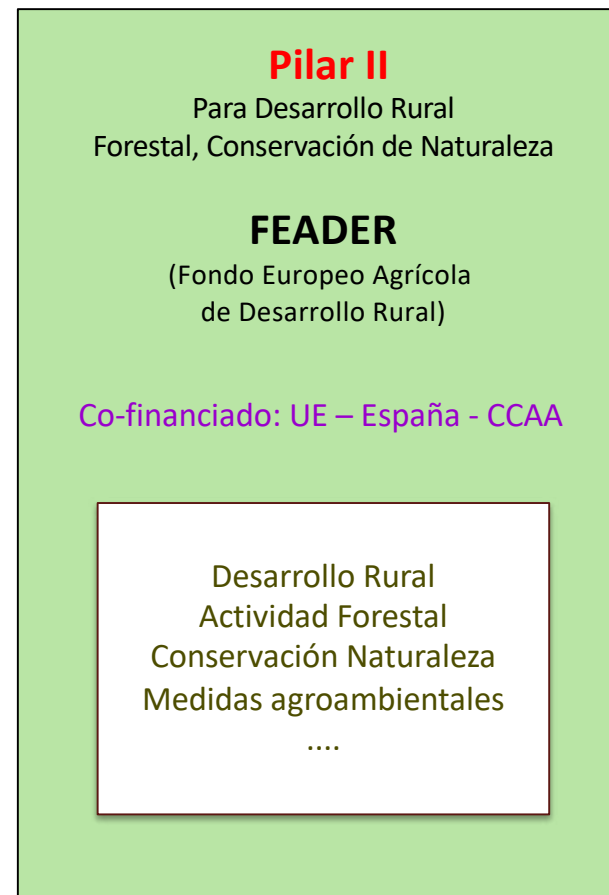 Pilar II
Para Desarrollo Rural
Forestal, Conservación de Naturaleza
FEADER
(Fondo Europeo Agrícola
de Desarrollo Rural)
Co-financiado: UE – España - CCAA
Desarrollo Rural
Actividad Forestal
Conservación Naturaleza
Medidas agroambientales
....